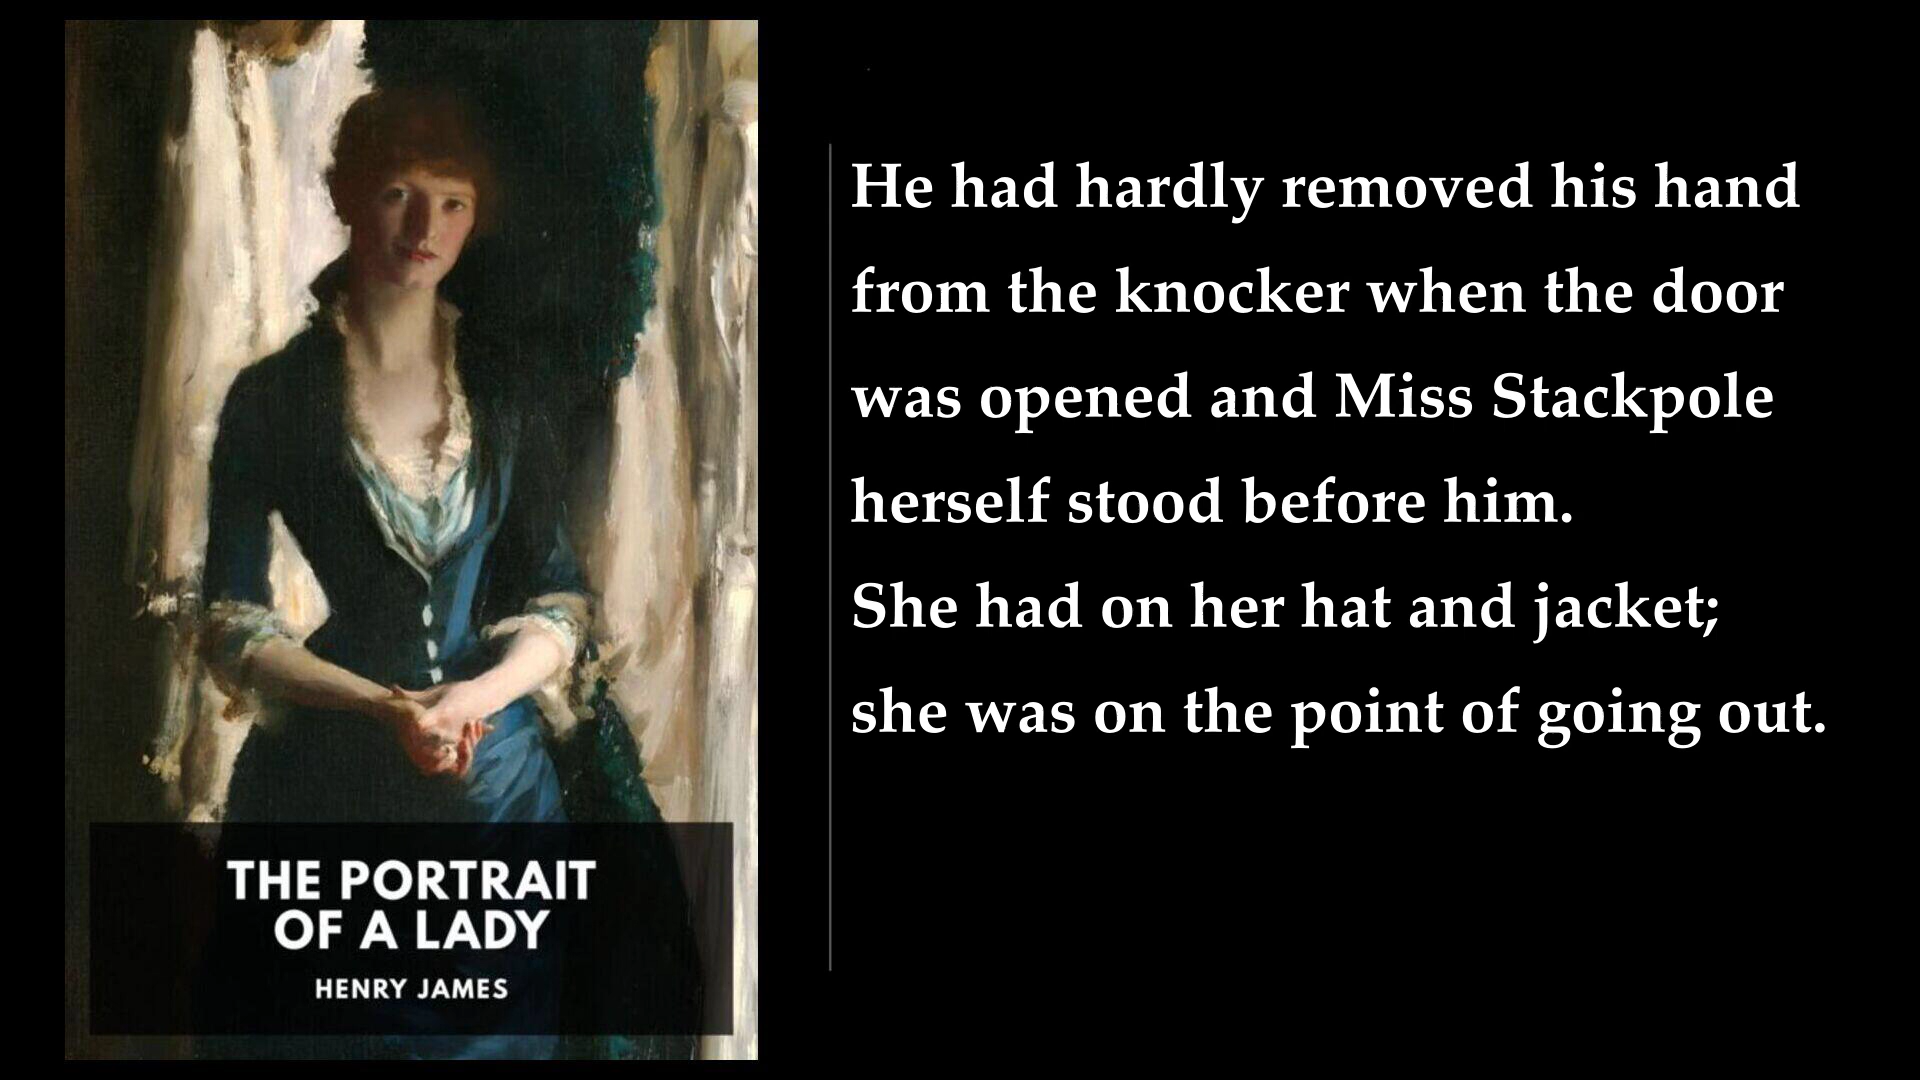 He had hardly removed his hand
from the knocker when the door
was opened and Miss Stackpole
herself stood before him.
She had on her hat and jacket;
she was on the point of going out.
THE PORTRAIT
OF A LADY
HENRY JAMES